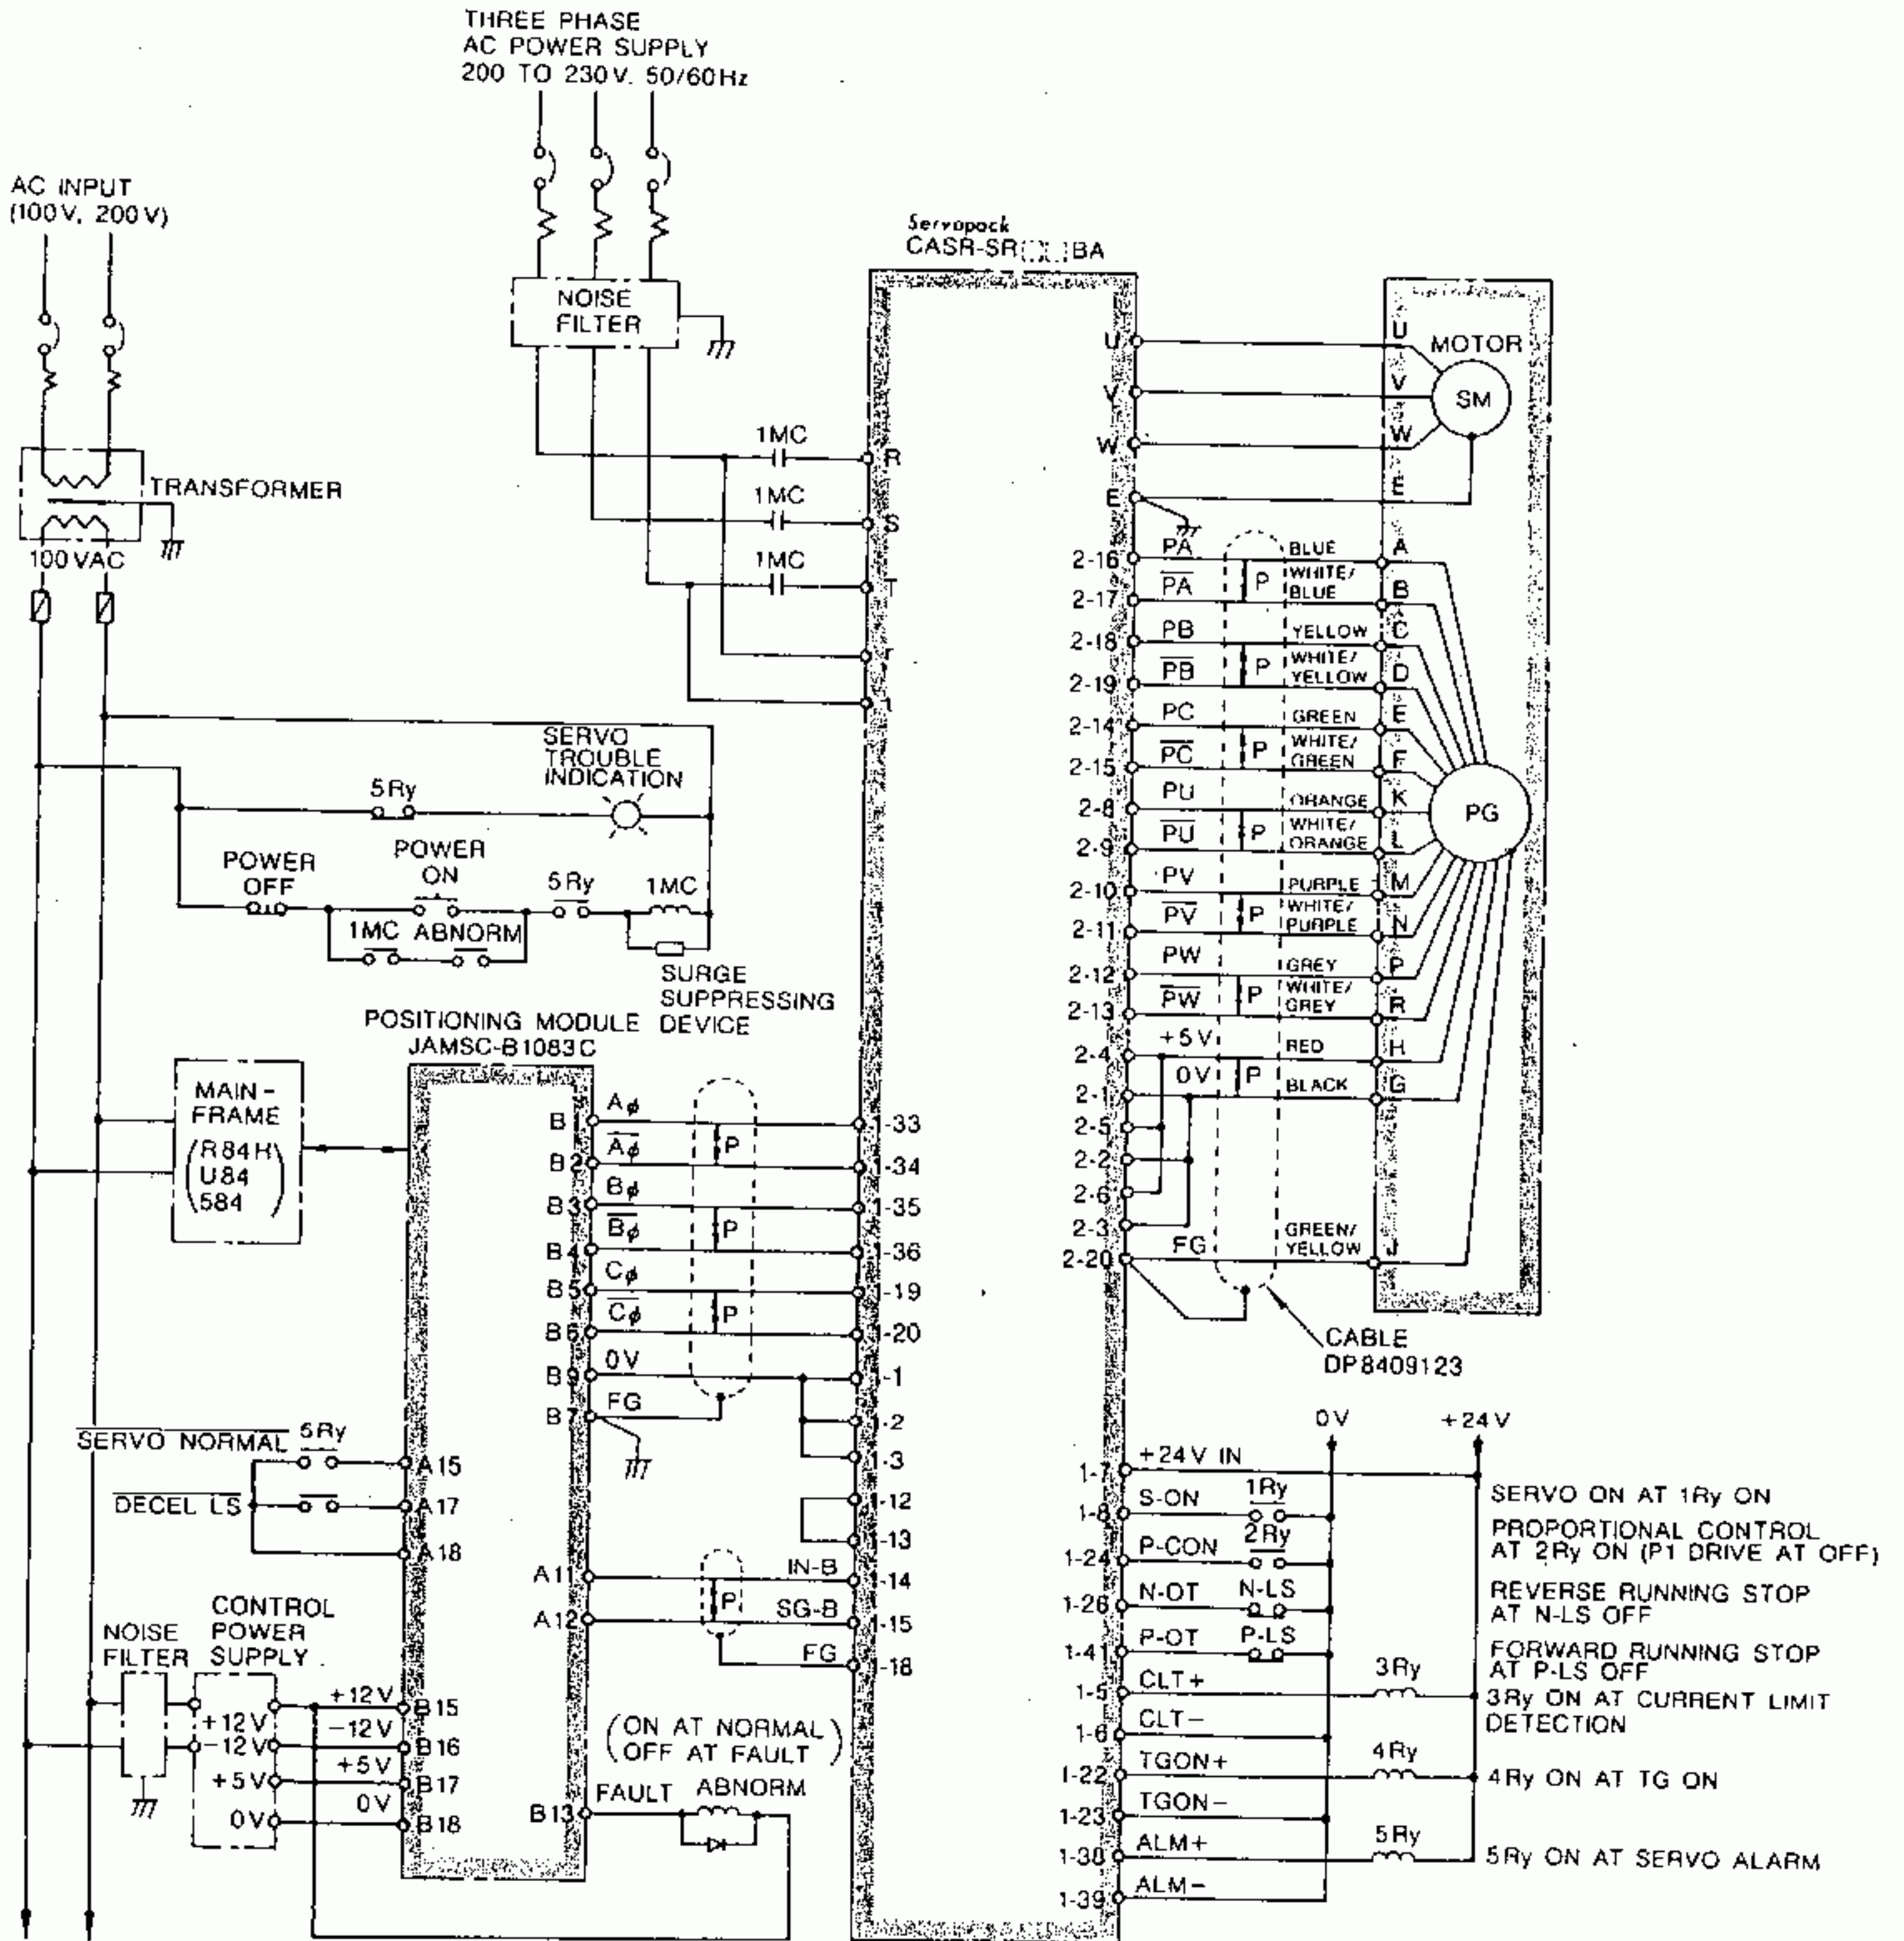 THREE PHASE
AC POWER SUPPLY
200 TO 230V. 50/60Hz
AC INPUT
(100V, 200V)
NOISE
FILTER
TRANSFORMER
100VAC
1MC
R
1MC
S
1MC
T
r
Servopack
CASR-SR BA
U
V
W
E
U
V
W
E
MOTOR
SM
2-16
PA
BLUE
A
P
WHITE/
BLUE
2-17
PA
B
2-18
PB
YELLOW
C
P
WHITE/
YELLOW
2-19
PB
D
2-14
PC
GREEN
E
P
WHITE/
GREEN
2-15
PC
F
2-8
PU
ORANGE
K
P
WHITE/
ORANGE
2-9
PU
L
PG
2-10
PV
PURPLE
M
P
WHITE/
PURPLE
2-11
PV
N
2-12
PW
GREY
P
P
WHITE/
GREY
2-13
PW
R
2-4
+5V
RED
H
P
2-1
0V
BLACK
G
2-5
2-2
2-6
2-3
2-20
FG
GREEN/
YELLOW
J
CABLE
DP8409123
SERVO
TROUBLE
INDICATION
5Ry
POWER
OFF
POWER
ON
5Ry
1MC
1MC ABNORM
SURGE
SUPPRESSING
DEVICE
POSITIONING MODULE
JAMSC-B1083C
MAIN-
FRAME
(R84H
U84
584)
B
Aφ
1-33
P
B2
Aφ
1-34
B3
Bφ
1-35
P
B4
Bφ
1-36
B5
Cφ
1-19
P
B6
Cφ
1-20
B9
0V
1-1
B7
FG
1-2
1-3
1-12
1-13
SERVO NORMAL
5Ry
A15
DECEL LS
A17
A18
A11
IN-B
1-14
P
A12
SG-B
1-15
FG
1-18
NOISE
FILTER
CONTROL
POWER
SUPPLY
+12V
+12V
B15
-12V
-12V
B16
+5V
+5V
B17
0V
0V
B18
(ON AT NORMAL
OFF AT FAULT)
B13
FAULT
ABNORM
0V
+24V
1-7
+24V IN
1-8
S-ON
1Ry
SERVO ON AT 1Ry ON
1-24
P-CON
2Ry
PROPORTIONAL CONTROL
AT 2Ry ON (P1 DRIVE AT OFF)
1-26
N-OT
N-LS
REVERSE RUNNING STOP
AT N-LS OFF
1-41
P-OT
P-LS
FORWARD RUNNING STOP
AT P-LS OFF
1-5
CLT+
3Ry
3Ry ON AT CURRENT LIMIT
DETECTION
1-6
CLT-
1-22
TGON+
4Ry
4Ry ON AT TG ON
1-23
TGON-
1-38
ALM+
5Ry
5Ry ON AT SERVO ALARM
1-39
ALM-